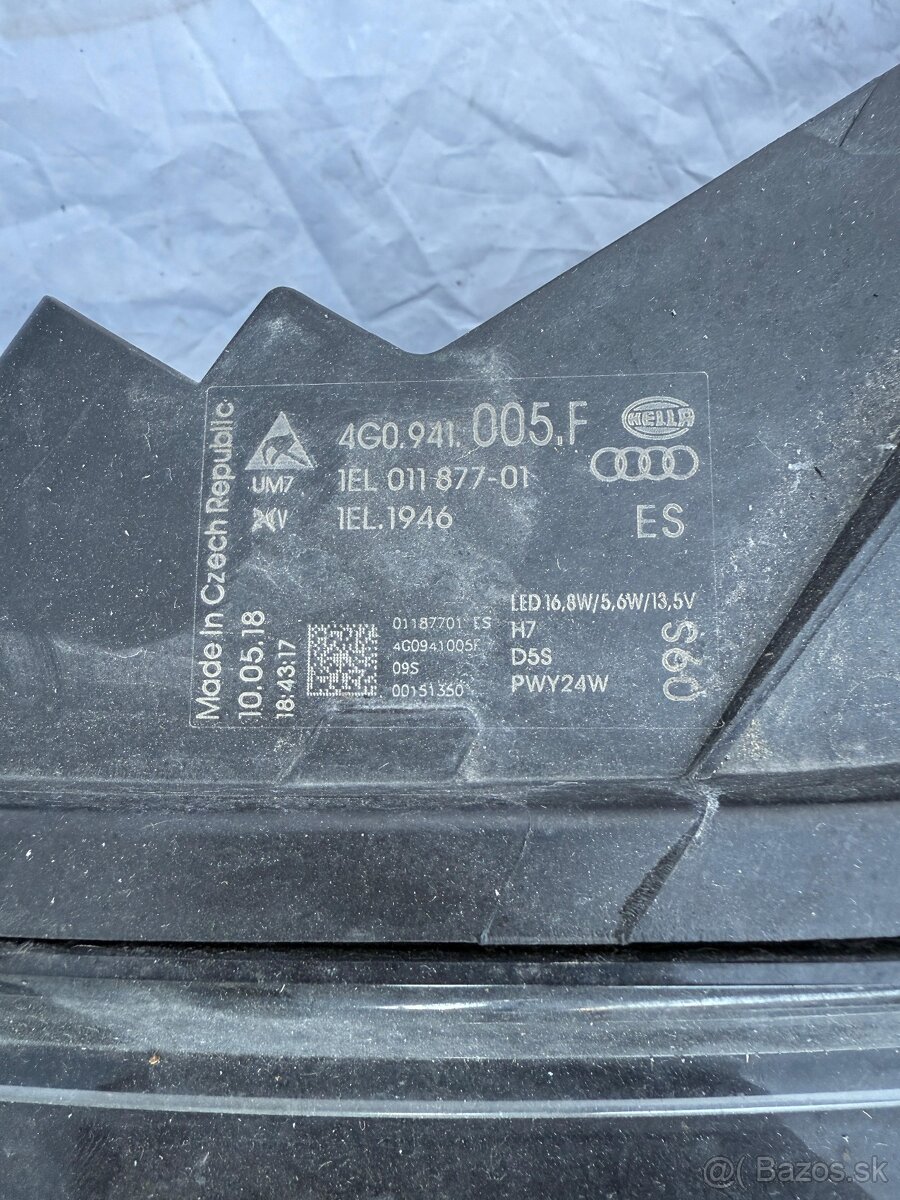 4G0.941.005.F
HELLA
UM7
1EL 011 877-01
1EL.1946
ES
Made In Czech Republic
10.05.18
18:43:17
01187701 ES
4G0941005F
09S
00151350
LED 16,8W/5,6W/13,5V
H7
D5S
PWY24W
09S
@ Bazos.sk